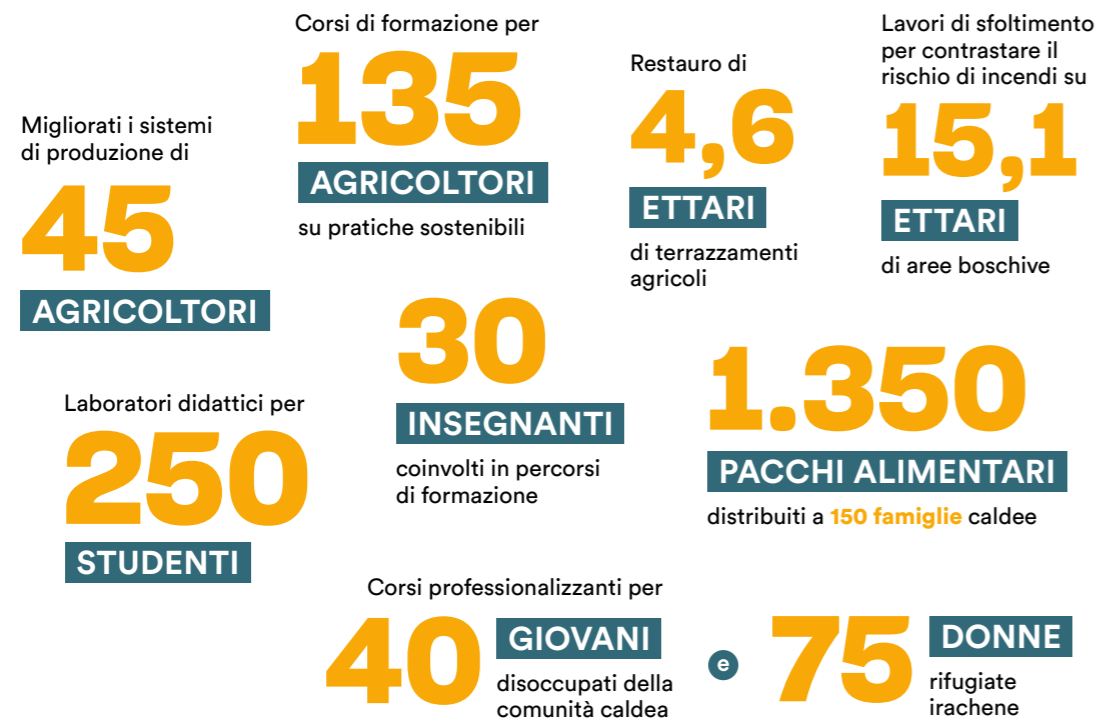 Migliorati i sistemi
di produzione di
45
AGRICOLTORI
Corsi di formazione per
135
AGRICOLTORI
su pratiche sostenibili
Restauro di
4,6
ETTARI
di terrazzamenti
agricoli
Lavori di sfoltimento
per contrastare il
rischio di incendi su
15,1
ETTARI
di aree boschive
Laboratori didattici per
250
STUDENTI
30
INSEGNANTI
coinvolti in percorsi
di formazione
1.350
PACCHI ALIMENTARI
distribuiti a 150 famiglie caldee
Corsi professionalizzanti per
40
GIOVANI
disoccupati della
comunità caldea
e
75
DONNE
rifugiate
irachene